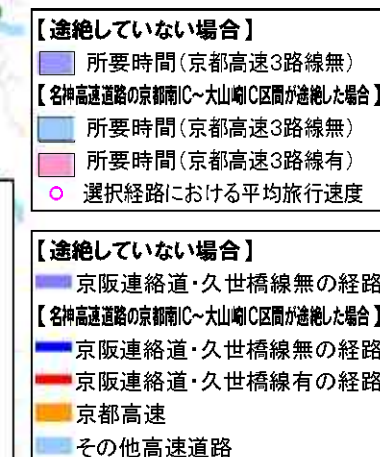 【途絶していない場合】
所要時間(京都高速3路線無)
【名神高速道路の京都南IC～大山崎IC区間が途絶した場合】
所要時間(京都高速3路線無)
所要時間(京都高速3路線有)
選択経路における平均旅行速度
【途絶していない場合】
京阪連絡道・久世橋線無の経路
【名神高速道路の京都南IC～大山崎IC区間が途絶した場合】
京阪連絡道・久世橋線無の経路
京阪連絡道・久世橋線有の経路
京都高速
その他高速道路